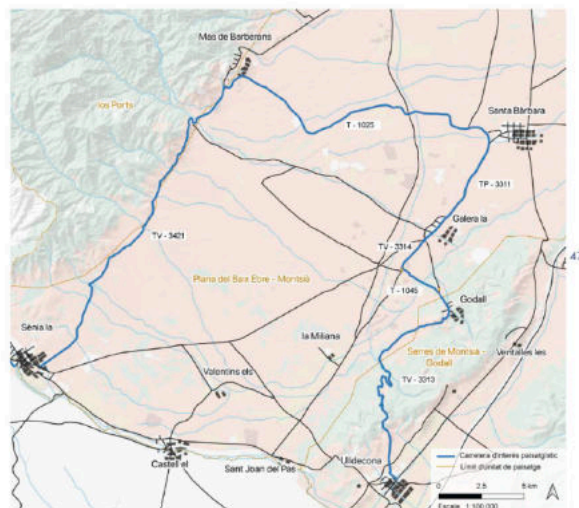 Mas de Barberons
los Ports
Santa Bàrbara
T - 1025
TP - 3311
Galera la
TV - 3421
TV - 3314
47
T - 1046
Plana del Baix Ebre - Montsià
Godall
la Miliana
Sénia la
Serres de Montsià -
Godall
Ventalles les
Valentins els
TV - 3313
Castell el
Sant Joan del Pas
Ulldecona
Carretera d'interès paisatgístic
Límit d'unitat de paisatge
0 2,5 5 km
Escala 1:100.000